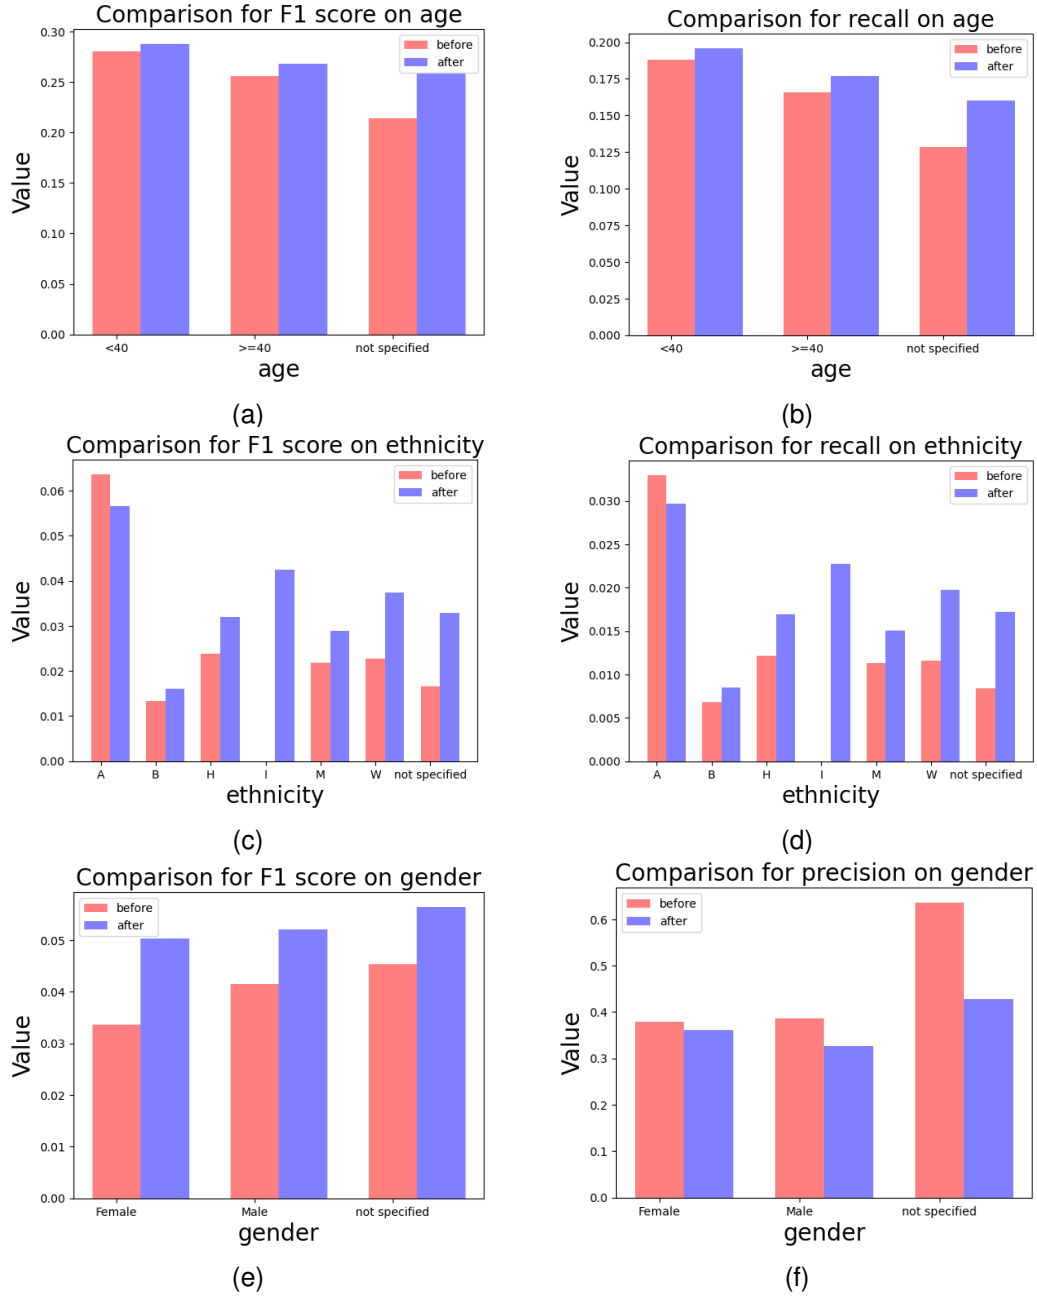 Comparison for F1 score on age
before
after
Value
0.30
0.25
0.20
0.15
0.10
0.05
0.00
<40 >=40 not specified
age
(a)
Comparison for recall on age
before
after
Value
0.200
0.175
0.150
0.125
0.100
0.075
0.050
0.025
0.000
<40 >=40 not specified
age
(b)
Comparison for F1 score on ethnicity
before
after
Value
0.06
0.05
0.04
0.03
0.02
0.01
0.00
A B H I M W not specified
ethnicity
(c)
Comparison for recall on ethnicity
before
after
Value
0.030
0.025
0.020
0.015
0.010
0.005
0.000
A B H I M W not specified
ethnicity
(d)
Comparison for F1 score on gender
before
after
Value
0.05
0.04
0.03
0.02
0.01
0.00
Female Male not specified
gender
(e)
Comparison for precision on gender
before
after
Value
0.6
0.5
0.4
0.3
0.2
0.1
0.0
Female Male not specified
gender
(f)